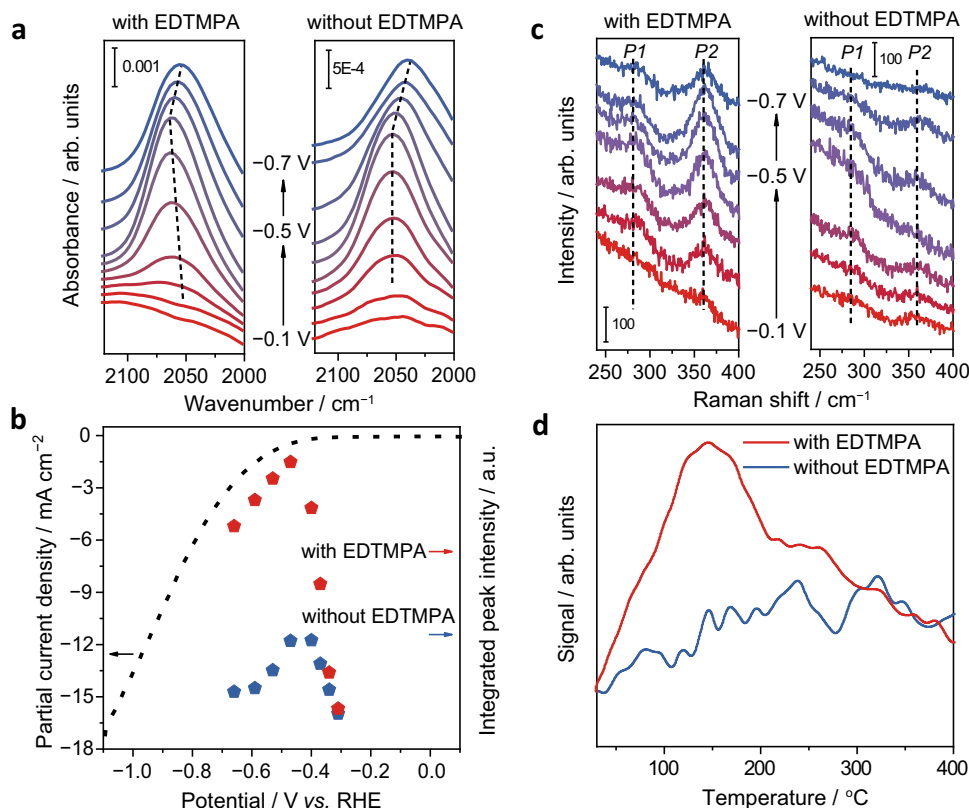 a
with EDTMPA
without EDTMPA
0.001
5E-4
Absorbance / arb. units
−0.7 V
−0.5 V
−0.1 V
2100 2050 2000
2100 2050 2000
Wavenumber / cm⁻¹
c
with EDTMPA
without EDTMPA
P1 P2
P1 100 P2
Intensity / arb. units
−0.7 V
−0.5 V
−0.1 V
100
250 300 350 400
250 300 350 400
Raman shift / cm⁻¹
b
0
−3
−6
−9
−12
−15
−18
Partial current density / mA cm⁻²
Integrated peak intensity / a.u.
with EDTMPA
without EDTMPA
−1.0 −0.8 −0.6 −0.4 −0.2 0.0
Potential / V vs. RHE
d
with EDTMPA
without EDTMPA
Signal / arb. units
100 200 300 400
Temperature / °C